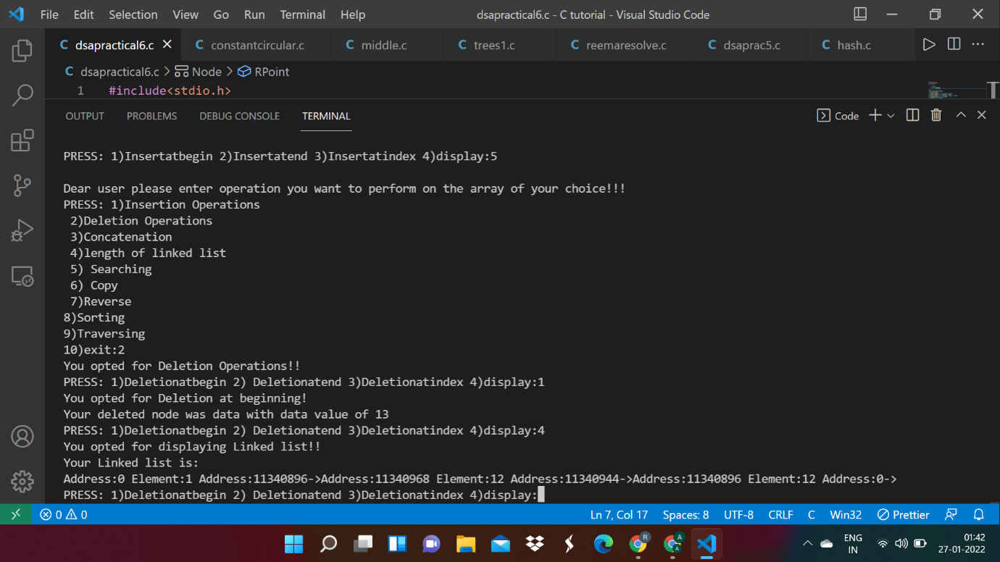 File Edit Selection View Go Run Terminal Help dsapractical6.c - C tutorial - Visual Studio Code
C dsapractical6.c C constantcircular.c C middle.c C trees1.c C reemaresolve.c C dsaprac5.c C hash.c
C dsapractical6.c > Node > RPoint
1 #include<stdio.h>
OUTPUT PROBLEMS DEBUG CONSOLE TERMINAL Code
PRESS: 1)Insertatbegin 2)Insertatend 3)Insertatindex 4)display:5
Dear user please enter operation you want to perform on the array of your choice!!!
PRESS: 1)Insertion Operations
2)Deletion Operations
3)Concatenation
4)length of linked list
5) Searching
6) Copy
7)Reverse
8)Sorting
9)Traversing
10)exit:2
You opted for Deletion Operations!!
PRESS: 1)Deletionatbegin 2) Deletionatend 3)Deletionatindex 4)display:1
You opted for Deletion at beginning!
Your deleted node was data with data value of 13
PRESS: 1)Deletionatbegin 2) Deletionatend 3)Deletionatindex 4)display:4
You opted for displaying Linked list!!
Your Linked list is:
Address:0 Element:1 Address:11340896->Address:11340968 Element:12 Address:11340944->Address:11340896 Element:12 Address:0->
PRESS: 1)Deletionatbegin 2) Deletionatend 3)Deletionatindex 4)display:
0 0 Ln 7, Col 17 Spaces: 8 UTF-8 CRLF C Win32 Prettier
R A A ENG IN 01:42
27-01-2022